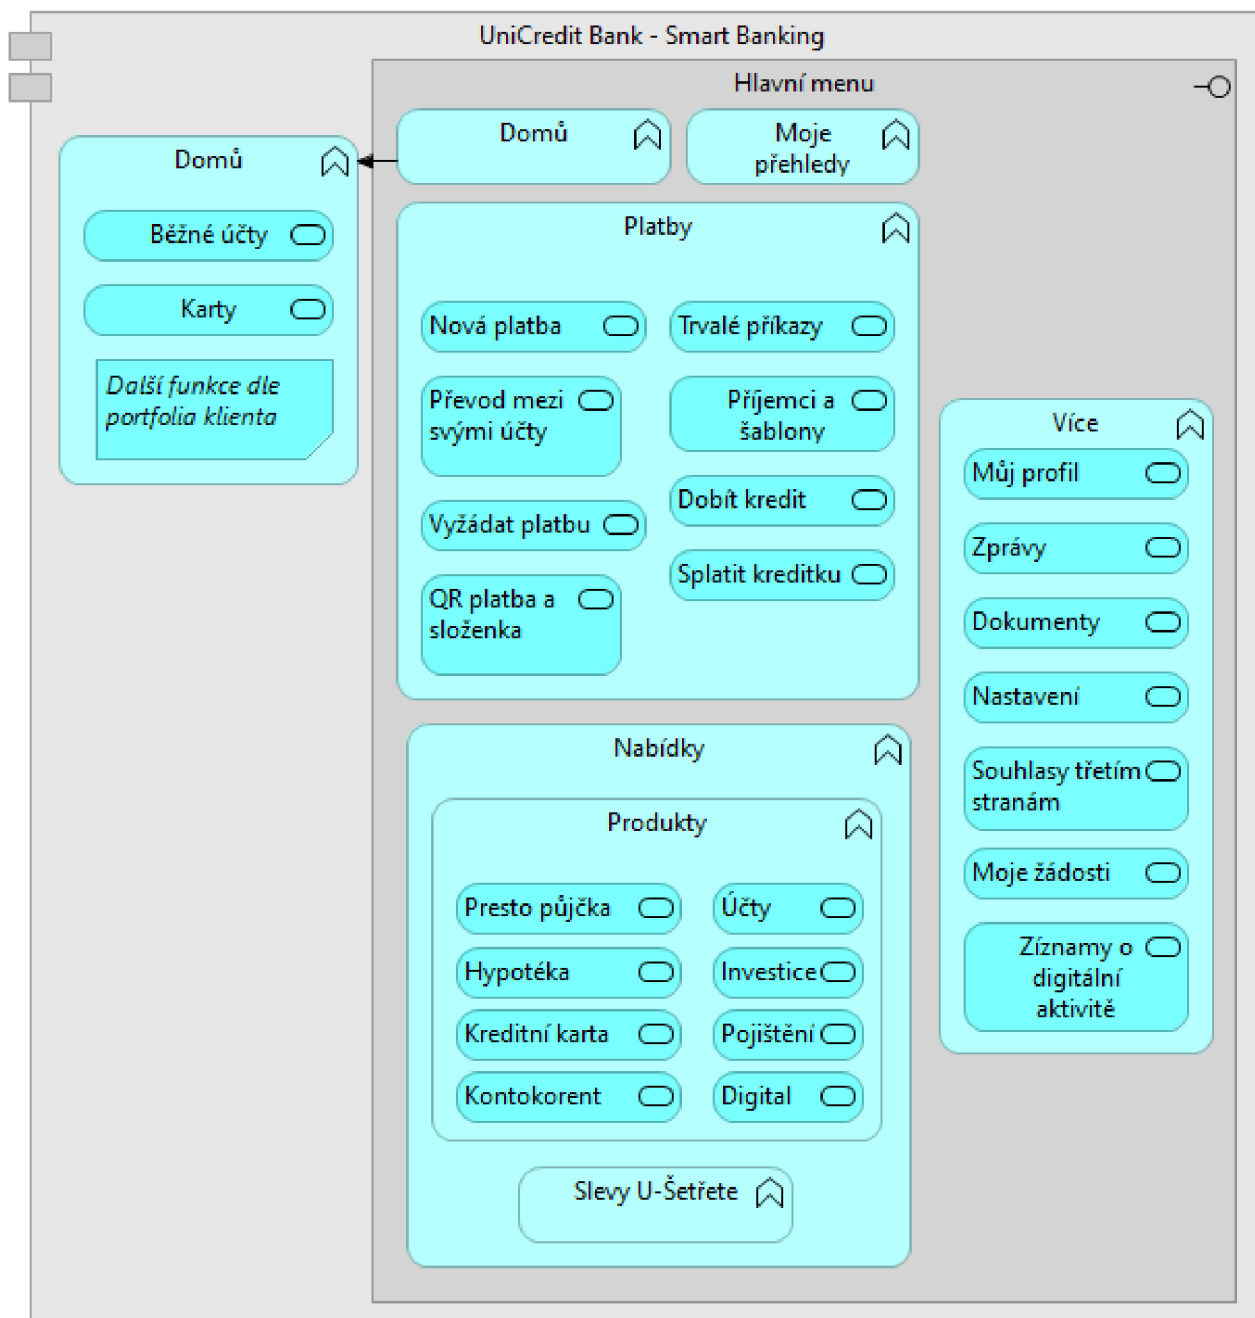 UniCredit Bank - Smart Banking
Hlavní menu
Domů
Běžné účty
Karty
Další funkce dle
portfolia klienta
Domů
Moje
přehledy
Platby
Nová platba
Převod mezi
svými účty
Vyžádat platbu
QR platba a
složenka
Trvalé příkazy
Příjemci a
šablony
Dobít kredit
Splatit kreditku
Nabídky
Produkty
Presto půjčka
Hypotéka
Kreditní karta
Kontokorent
Účty
Investice
Pojištění
Digital
Slevy U-Šetřete
Více
Můj profil
Zprávy
Dokumenty
Nastavení
Souhlasy třetím
stranám
Moje žádosti
Zíznamy o
digitální
aktivitě